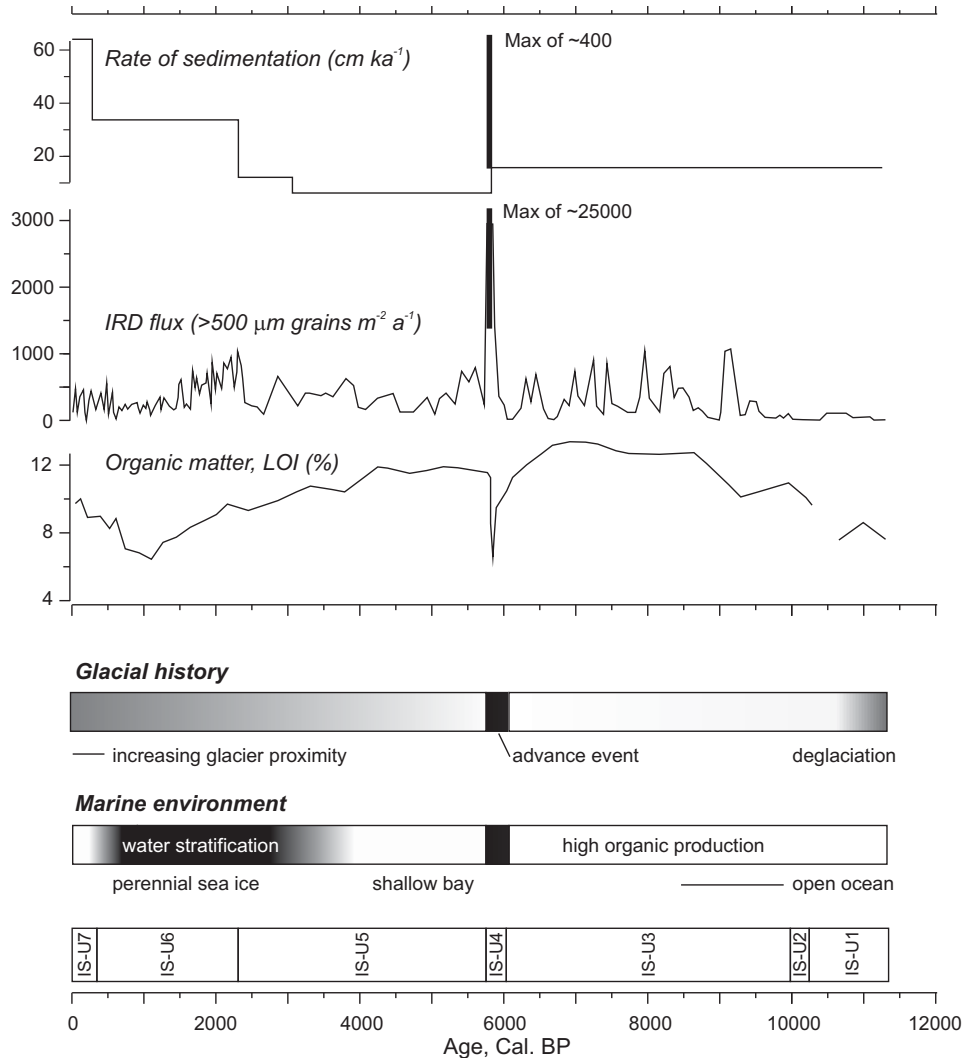 Max of ~400
60
Rate of sedimentation (cm ka⁻¹)
40
20
Max of ~25000
3000
2000
IRD flux (>500 μm grains m⁻² a⁻¹)
1000
0
12
Organic matter, LOI (%)
8
4
Glacial history
increasing glacier proximity
advance event
deglaciation
Marine environment
water stratification
high organic production
perennial sea ice
shallow bay
open ocean
IS-U7
IS-U6
IS-U5
IS-U4
IS-U3
IS-U2
IS-U1
0 2000 4000 6000 8000 10000 12000
Age, Cal. BP